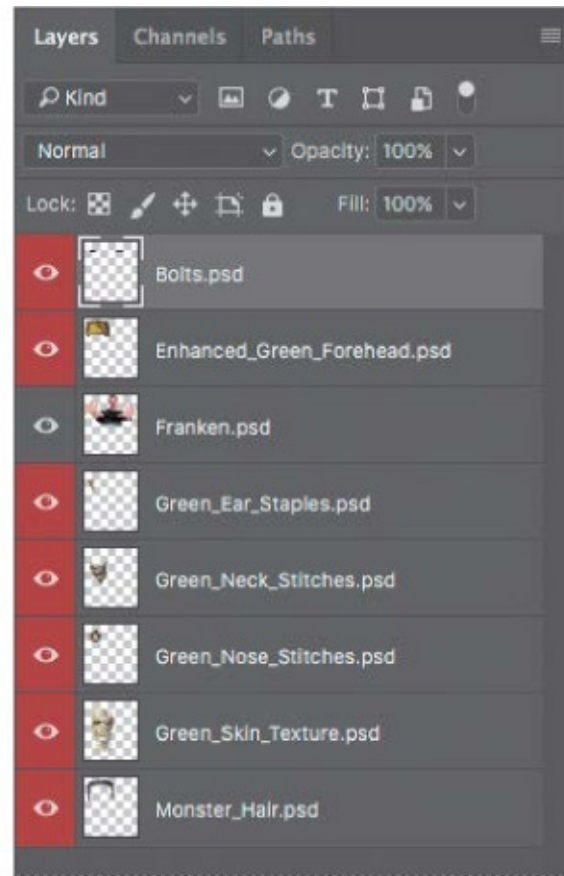 Layers Channels Paths
Kind
Normal Opacity: 100%
Lock: Fill: 100%
Bolts.psd
Enhanced_Green_Forehead.psd
Franken.psd
Green_Ear_Staples.psd
Green_Neck_Stitches.psd
Green_Nose_Stitches.psd
Green_Skin_Texture.psd
Monster_Hair.psd